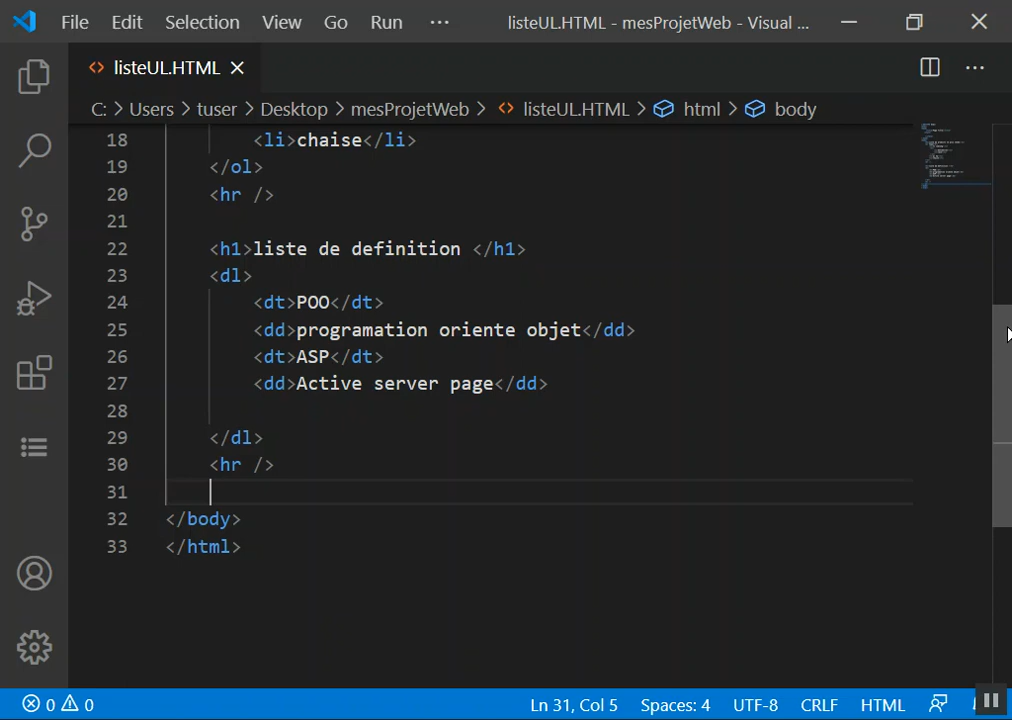 File Edit Selection View Go Run ··· listeUL.HTML - mesProjetWeb - Visual ...
listeUL.HTML
C: > Users > tuser > Desktop > mesProjetWeb > listeUL.HTML > html > body
18 <li>chaise</li>
19 </ol>
20 <hr />
21
22 <h1>liste de definition </h1>
23 <dl>
24 <dt>POO</dt>
25 <dd>programation oriente objet</dd>
26 <dt>ASP</dt>
27 <dd>Active server page</dd>
28
29 </dl>
30 <hr />
31
32 </body>
33 </html>
0 0 Ln 31, Col 5 Spaces: 4 UTF-8 CRLF HTML